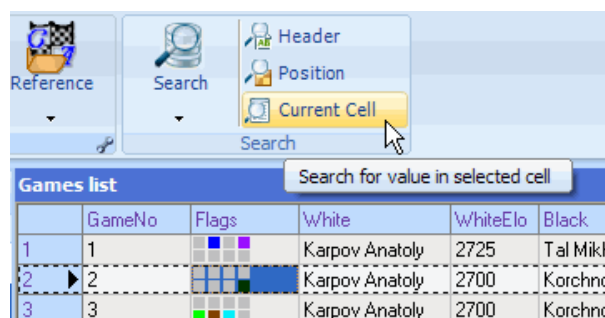 Header
Position
Reference
Search
Current Cell
Search
Search for value in selected cell
Games list
GameNo Flags White WhiteElo Black
1 1 Karpov Anatoly 2725 Tal
2 2 Karpov Anatoly 2700
3 3 Karpov Anatoly 2700